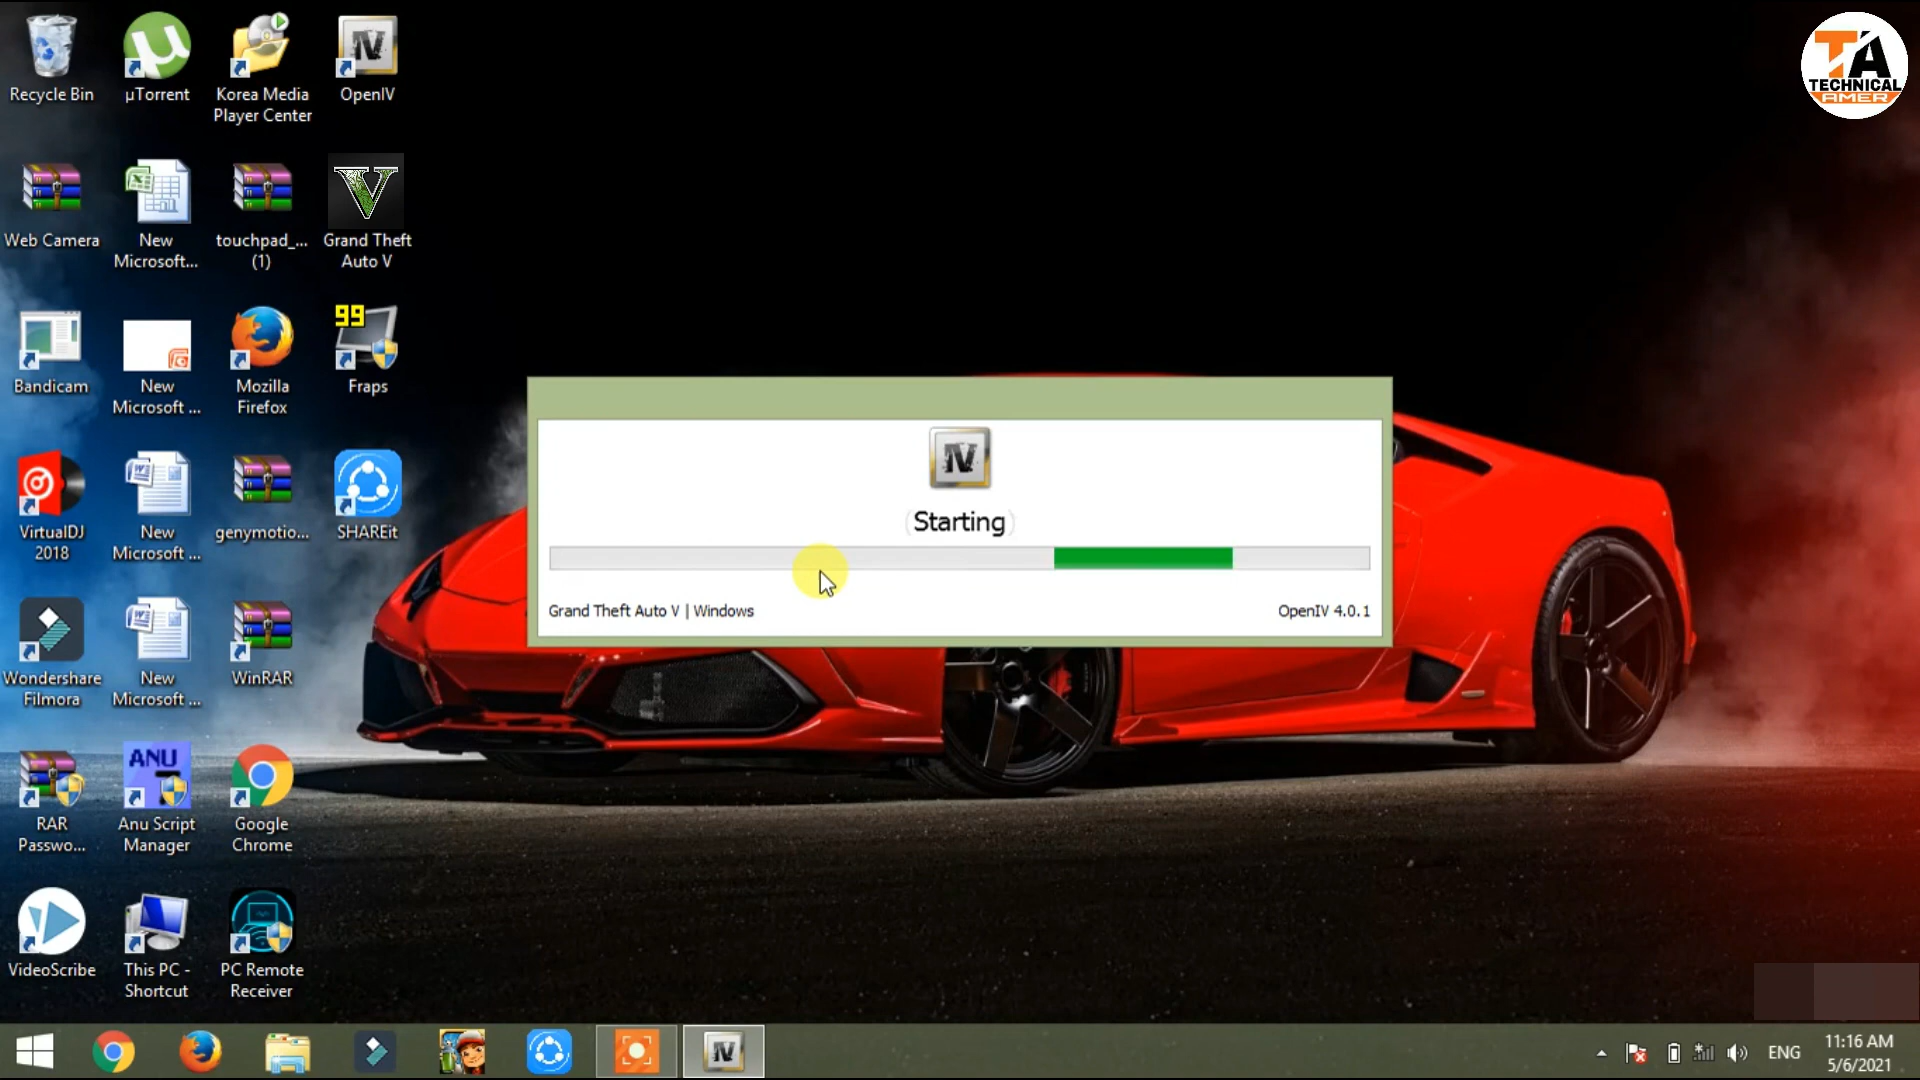 Recycle Bin
µTorrent
Korea Media
Player Center
OpenIV
TA
TECHNICAL
AMER
Web Camera
New
Microsoft...
touchpad_...
(1)
Grand Theft
Auto V
Bandicam
New
Microsoft ...
Mozilla
Firefox
99
Fraps
VirtualDJ
2018
New
Microsoft ...
genymotio...
SHAREit
IV
Starting
Grand Theft Auto V | Windows
OpenIV 4.0.1
Wondershare
Filmora
New
Microsoft ...
WinRAR
RAR
Passwo...
ANU
Anu Script
Manager
Google
Chrome
VideoScribe
This PC -
Shortcut
PC Remote
Receiver
ENG
11:16 AM
5/6/2021